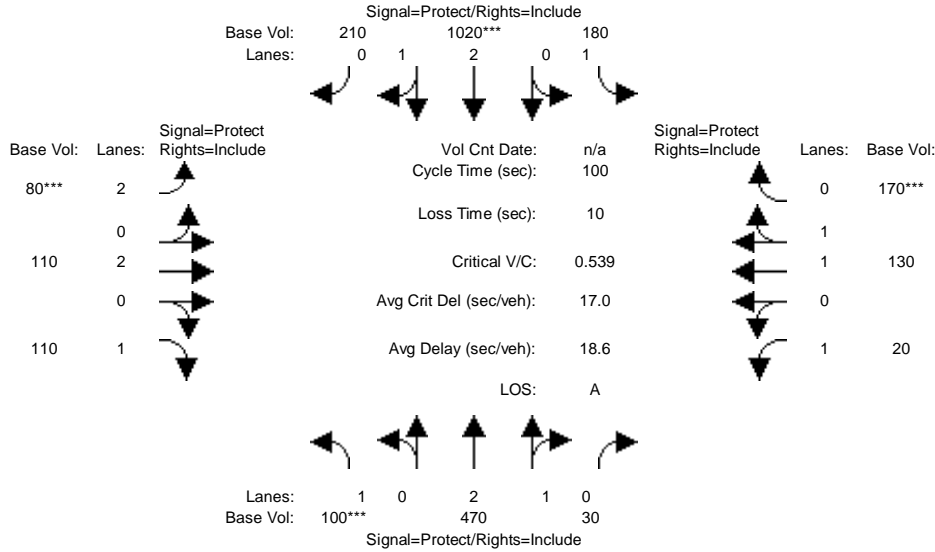 Signal=Protect/Rights=Include
Base Vol: 210 1020*** 180
Lanes: 0 1 2 0 1
Signal=Protect
Rights=Include
Base Vol: Lanes:
80*** 2
0
110 2
0
110 1
Vol Cnt Date: n/a
Cycle Time (sec): 100
Loss Time (sec): 10
Critical V/C: 0.539
Avg Crit Del (sec/veh): 17.0
Avg Delay (sec/veh): 18.6
LOS: A
Signal=Protect
Rights=Include
Lanes: Base Vol:
0 170***
1
1 130
0
1 20
Lanes: 1 0 2 1 0
Base Vol: 100*** 470 30
Signal=Protect/Rights=Include